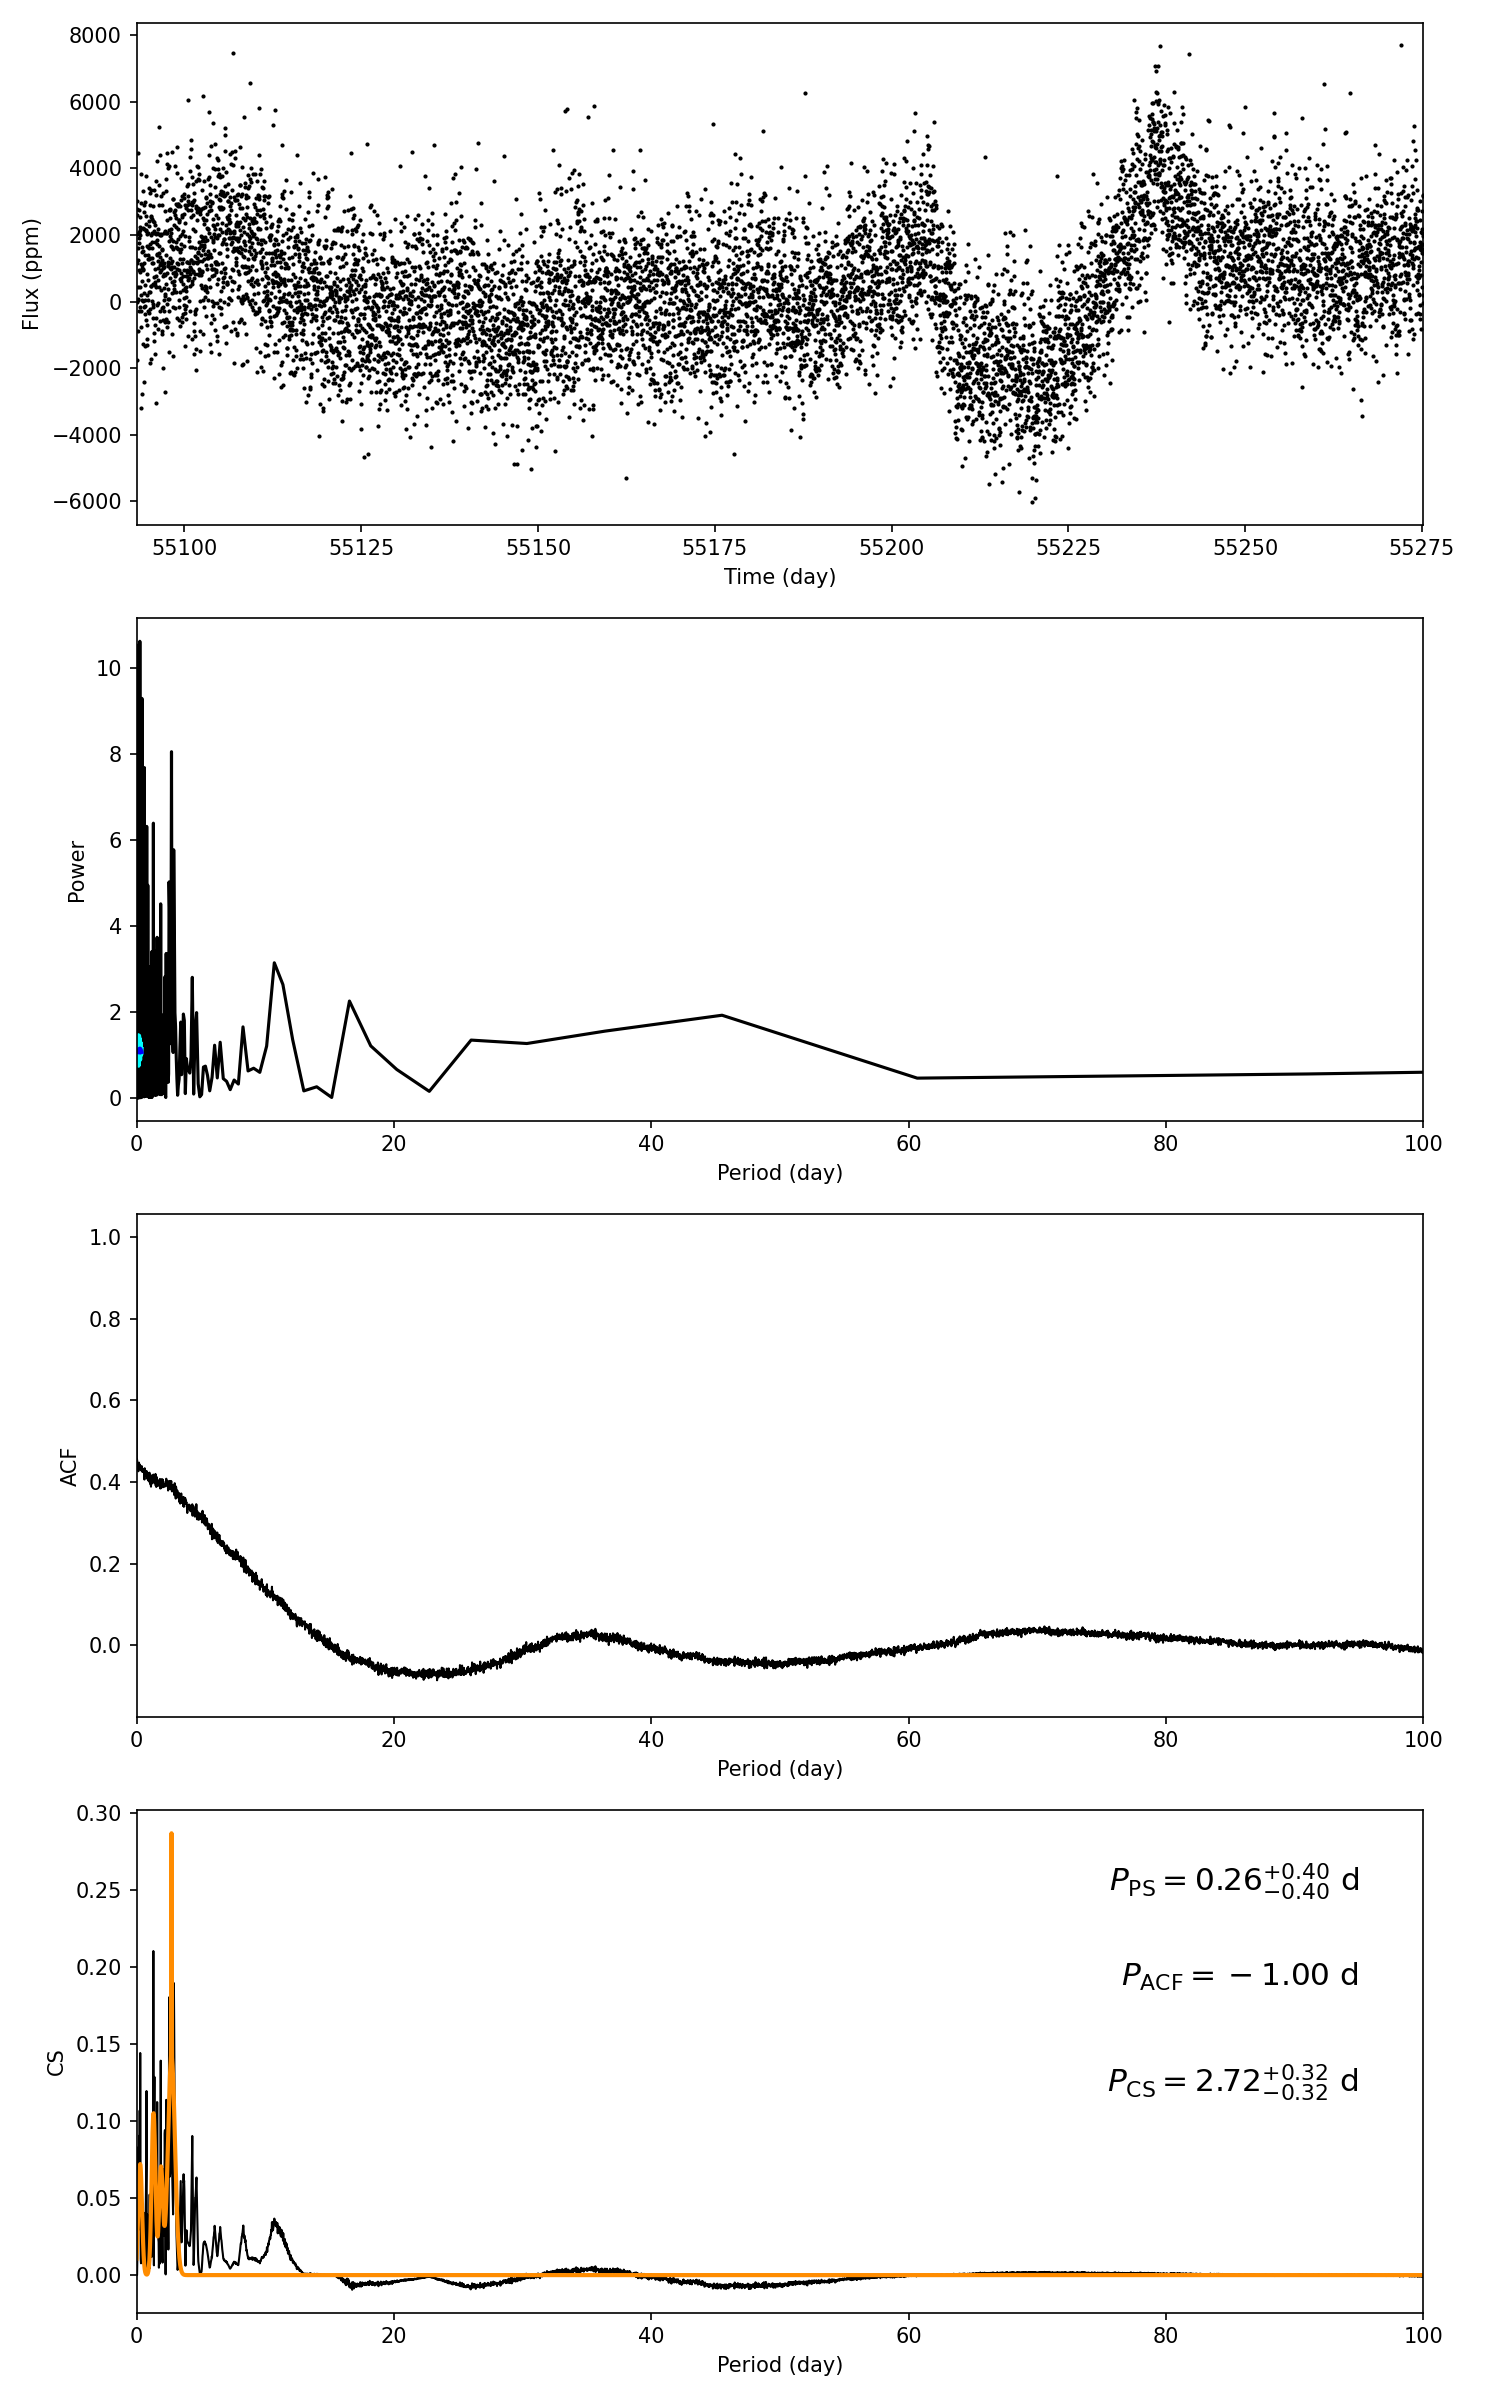 8000
6000
4000
2000
0
−2000
−4000
−6000
Flux (ppm)
55100 55125 55150 55175 55200 55225 55250 55275
Time (day)
10
8
6
4
2
0
Power
0 20 40 60 80 100
Period (day)
1.0
0.8
0.6
0.4
0.2
0.0
ACF
0 20 40 60 80 100
Period (day)
0.30
0.25
0.20
0.15
0.10
0.05
0.00
CS
P_PS = 0.26 +0.40 −0.40 d
P_ACF = −1.00 d
P_CS = 2.72 +0.32 −0.32 d
0 20 40 60 80 100
Period (day)